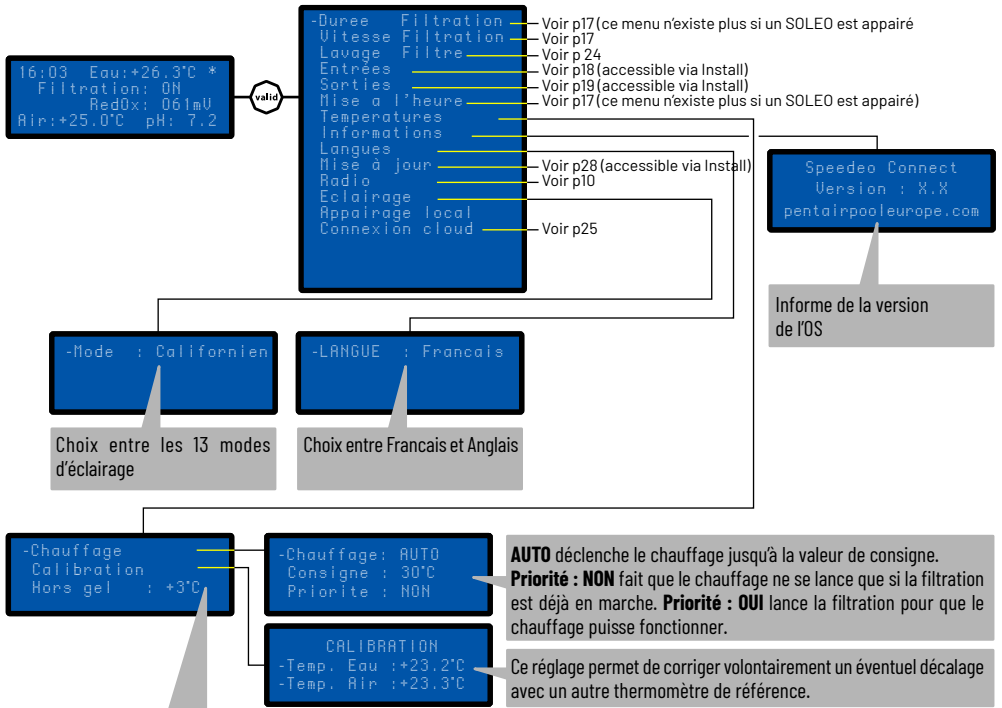 16:03 Eau:+26.3°C *
Filtration: ON
RedOx: 061mV
Air:+25.0°C pH: 7.2
valid
-Duree Filtration
Vitesse Filtration
Lavage Filtre
Entrées
Sorties
Mise a l'heure
Temperatures
Informations
Langues
Mise à jour
Radio
Eclairage
Appairage local
Connexion cloud
Voir p17 (ce menu n’existe plus si un SOLEO est appairé
Voir p17
Voir p 24
Voir p18 (accessible via Install)
Voir p19 (accessible via Install)
Voir p17 (ce menu n’existe plus si un SOLEO est appairé)
Voir p28 (accessible via Install)
Voir p10
Voir p25
Speedeo Connect
Version : X.X
pentairpooleurope.com
Informe de la version
de l’OS
-Mode : Californien
Choix entre les 13 modes
d’éclairage
-LANGUE : Francais
Choix entre Francais et Anglais
-Chauffage
Calibration
Hors gel : +3°C
-Chauffage: AUTO
Consigne : 30°C
Priorite : NON
AUTO déclenche le chauffage jusqu’à la valeur de consigne.
Priorité : NON fait que le chauffage ne se lance que si la filtration
est déjà en marche. Priorité : OUI lance la filtration pour que le
chauffage puisse fonctionner.
CALIBRATION
-Temp. Eau :+23.2°C
-Temp. Air :+23.3°C
Ce réglage permet de corriger volontairement un éventuel décalage
avec un autre thermomètre de référence.